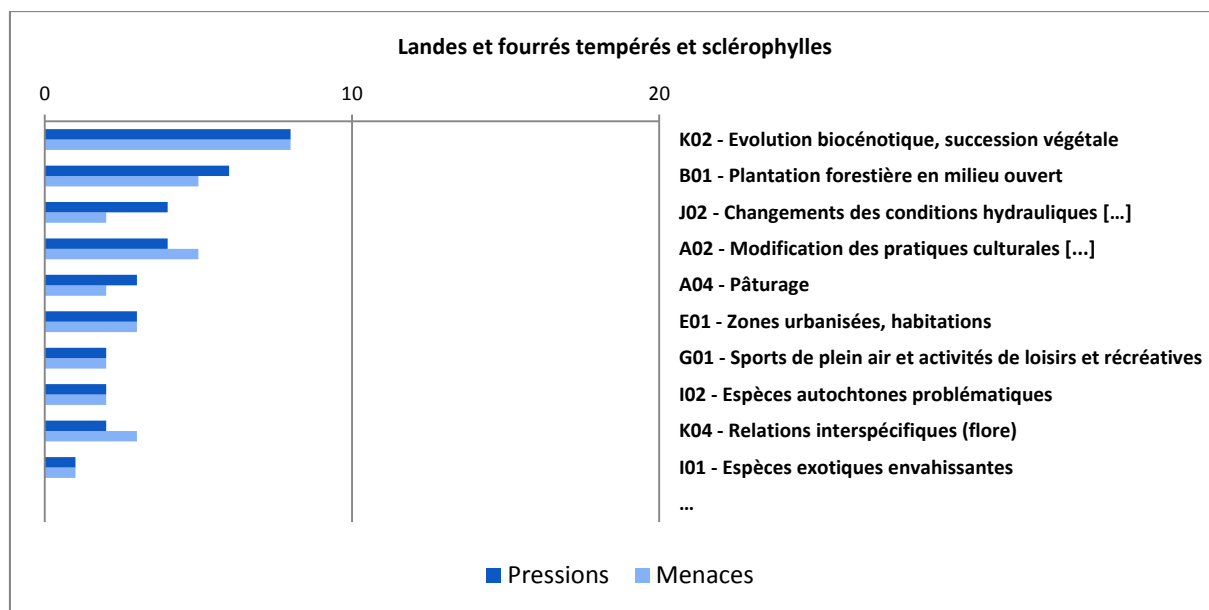 Landes et fourrés tempérés et sclérophylles
0 10 20
K02 - Evolution biocénotique, succession végétale
B01 - Plantation forestière en milieu ouvert
J02 - Changements des conditions hydrauliques […]
A02 - Modification des pratiques culturales [...]
A04 - Pâturage
E01 - Zones urbanisées, habitations
G01 - Sports de plein air et activités de loisirs et récréatives
I02 - Espèces autochtones problématiques
K04 - Relations interspécifiques (flore)
I01 - Espèces exotiques envahissantes
…
Pressions Menaces